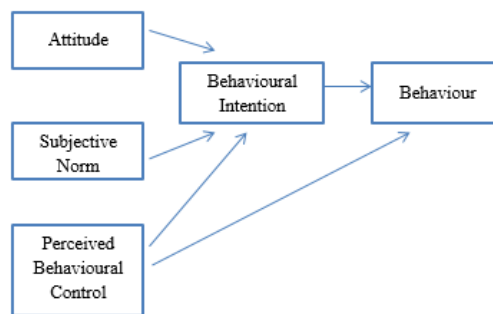 Attitude
Behavioural
Intention
Behaviour
Subjective
Norm
Perceived
Behavioural
Control